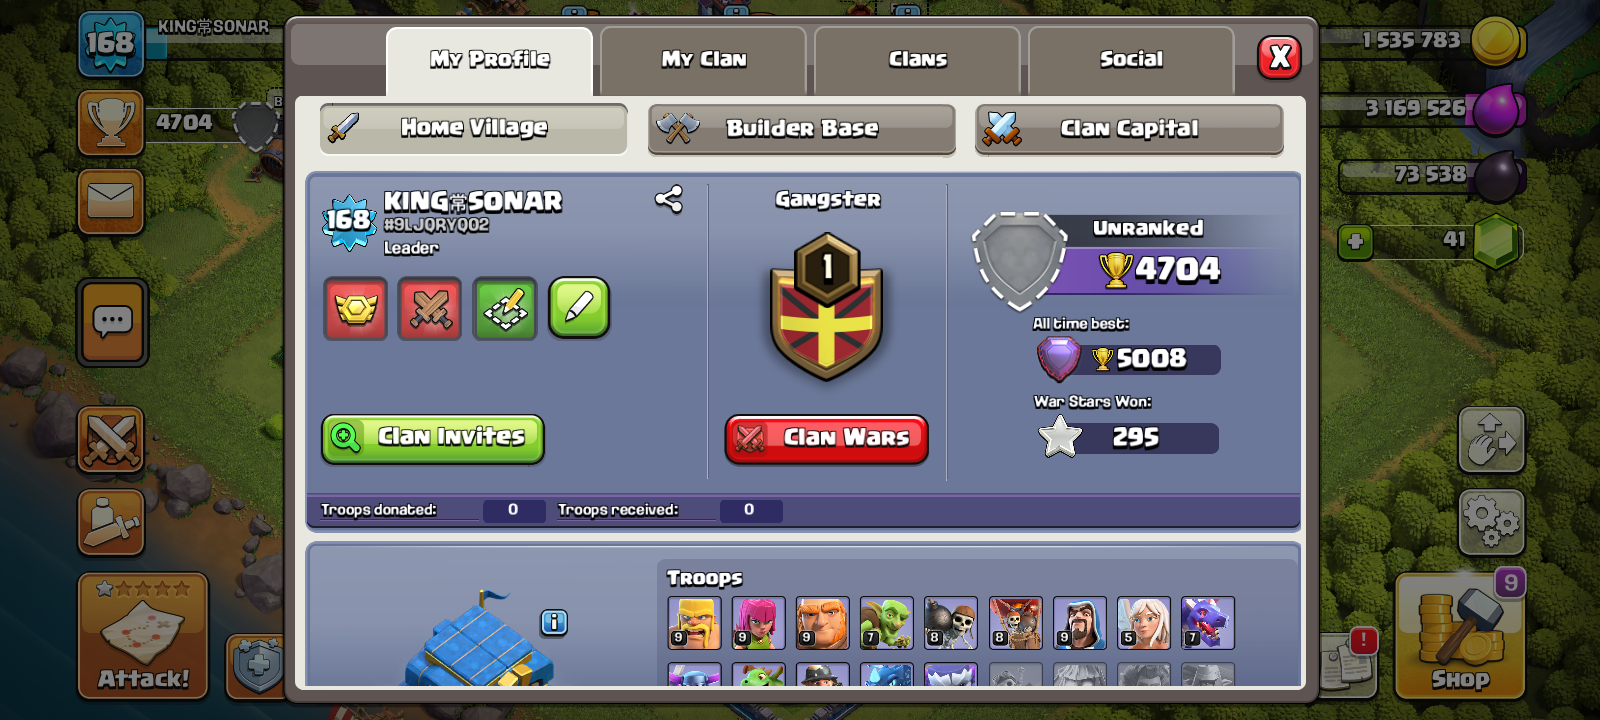 168
KING常SONAR
4704
My Profile
My Clan
Clans
Social
X
1 535 783
3 169 526
73 538
41
Home Village
Builder Base
Clan Capital
168
KING常SONAR
#9LJQRYQ02
Leader
Gangster
1
Unranked
4704
All time best:
5008
War Stars Won:
295
Clan Invites
Clan Wars
Troops donated: 0
Troops received: 0
Troops
9 9 9 7 8 8 9 5 7
i
Attack!
!
9
Shop